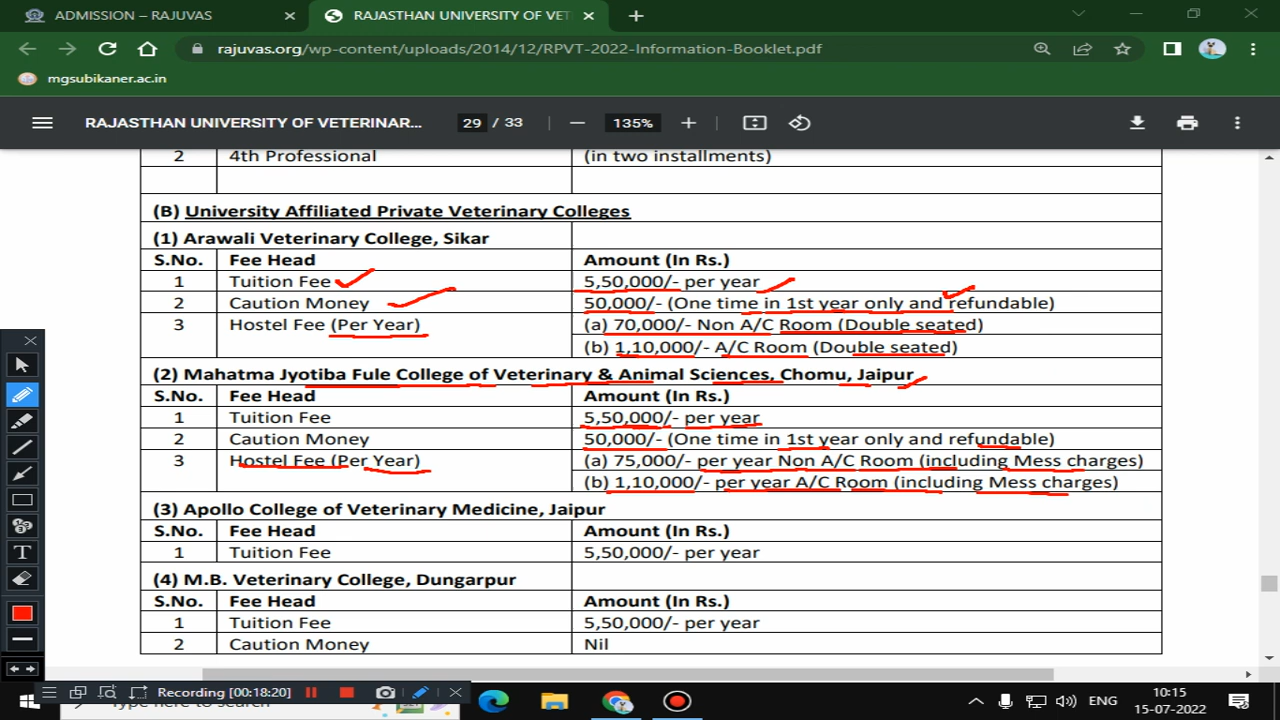 ADMISSION – RAJUVAS
RAJASTHAN UNIVERSITY OF VET
rajuvas.org/wp-content/uploads/2014/12/RPVT-2022-Information-Booklet.pdf
mgsubikaner.ac.in
RAJASTHAN UNIVERSITY OF VETERINAR...
29 / 33
135%
2 4th Professional (in two installments)
(B) University Affiliated Private Veterinary Colleges
(1) Arawali Veterinary College, Sikar
S.No. Fee Head Amount (In Rs.)
1 Tuition Fee 5,50,000/- per year
2 Caution Money 50,000/- (One time in 1st year only and refundable)
3 Hostel Fee (Per Year) (a) 70,000/- Non A/C Room (Double seated)
(b) 1,10,000/- A/C Room (Double seated)
(2) Mahatma Jyotiba Fule College of Veterinary & Animal Sciences, Chomu, Jaipur
S.No. Fee Head Amount (In Rs.)
1 Tuition Fee 5,50,000/- per year
2 Caution Money 50,000/- (One time in 1st year only and refundable)
3 Hostel Fee (Per Year) (a) 75,000/- per year Non A/C Room (including Mess charges)
(b) 1,10,000/- per year A/C Room (including Mess charges)
(3) Apollo College of Veterinary Medicine, Jaipur
S.No. Fee Head Amount (In Rs.)
1 Tuition Fee 5,50,000/- per year
(4) M.B. Veterinary College, Dungarpur
S.No. Fee Head Amount (In Rs.)
1 Tuition Fee 5,50,000/- per year
2 Caution Money Nil
Recording [00:18:20]
Type here to search
ENG
10:15
15-07-2022